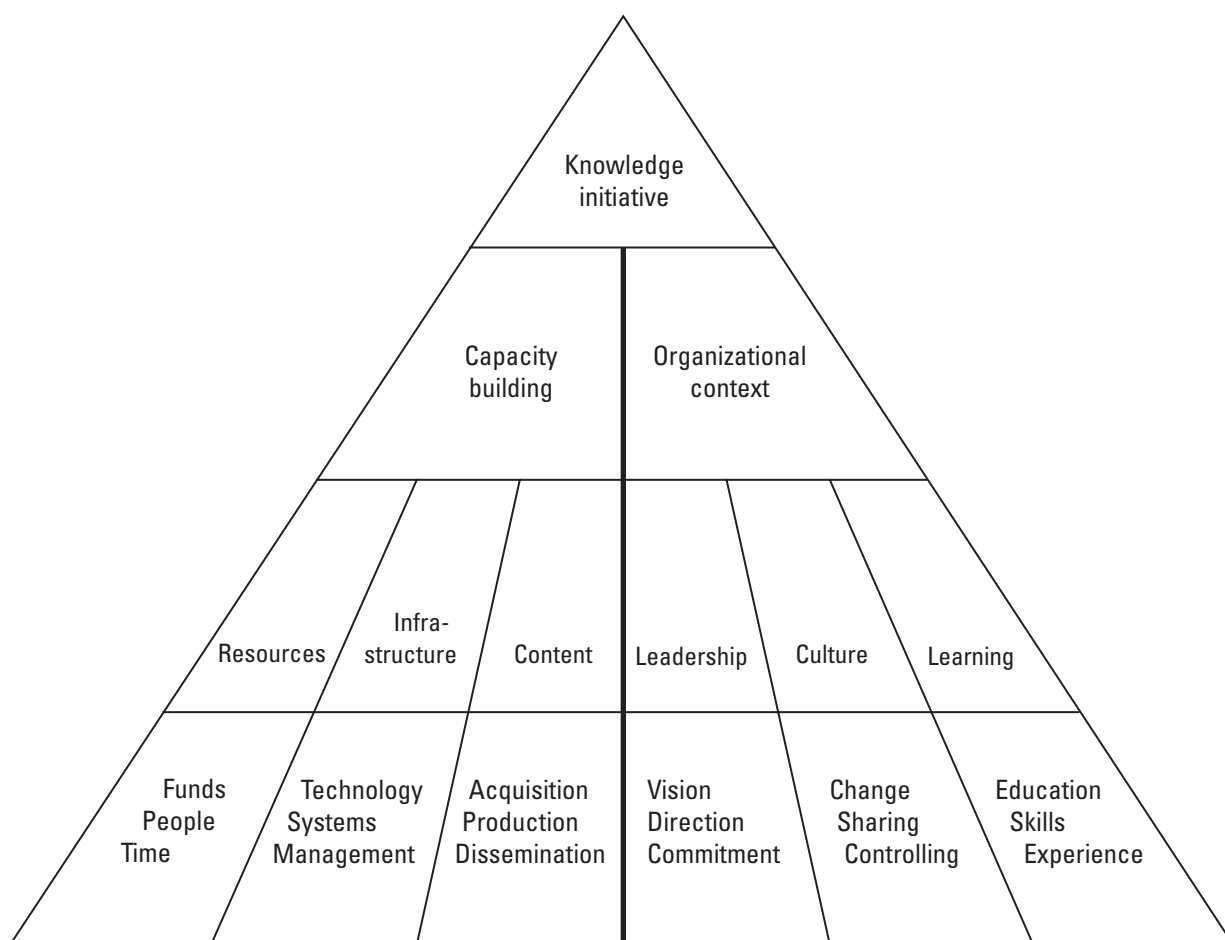 Knowledge
initiative
Capacity
building
Organizational
context
Resources
Infra-
structure
Content
Leadership
Culture
Learning
Funds
People
Time
Technology
Systems
Management
Acquisition
Production
Dissemination
Vision
Direction
Commitment
Change
Sharing
Controlling
Education
Skills
Experience